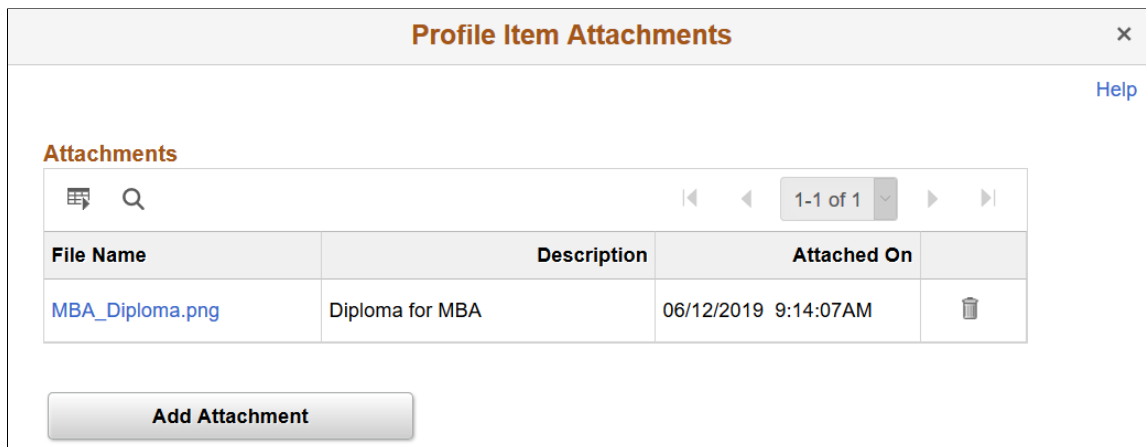 Profile Item Attachments
Help
Attachments
1-1 of 1
File Name Description Attached On
MBA_Diploma.png Diploma for MBA 06/12/2019 9:14:07AM
Add Attachment